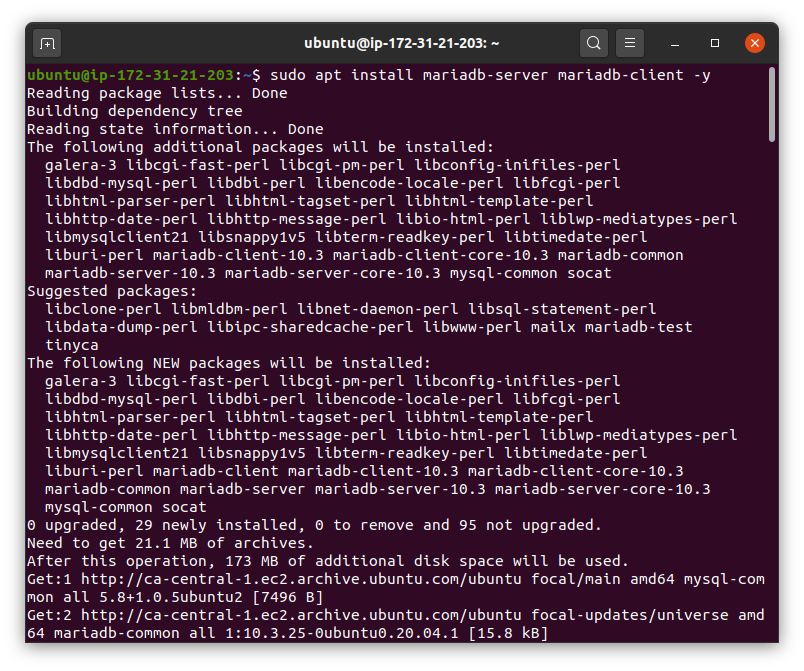 ubuntu@ip-172-31-21-203: ~
ubuntu@ip-172-31-21-203:~$ sudo apt install mariadb-server mariadb-client -y
Reading package lists... Done
Building dependency tree
Reading state information... Done
The following additional packages will be installed:
  galera-3 libcgi-fast-perl libcgi-pm-perl libconfig-inifiles-perl
  libdbd-mysql-perl libdbi-perl libencode-locale-perl libfcgi-perl
  libhtml-parser-perl libhtml-tagset-perl libhtml-template-perl
  libhttp-date-perl libhttp-message-perl libio-html-perl liblwp-mediatypes-perl
  libmysqlclient21 libsnappy1v5 libterm-readkey-perl libtimedate-perl
  liburi-perl mariadb-client-10.3 mariadb-client-core-10.3 mariadb-common
  mariadb-server-10.3 mariadb-server-core-10.3 mysql-common socat
Suggested packages:
  libclone-perl libmldbm-perl libnet-daemon-perl libsql-statement-perl
  libdata-dump-perl libipc-sharedcache-perl libwww-perl mailx mariadb-test
  tinyca
The following NEW packages will be installed:
  galera-3 libcgi-fast-perl libcgi-pm-perl libconfig-inifiles-perl
  libdbd-mysql-perl libdbi-perl libencode-locale-perl libfcgi-perl
  libhtml-parser-perl libhtml-tagset-perl libhtml-template-perl
  libhttp-date-perl libhttp-message-perl libio-html-perl liblwp-mediatypes-perl
  libmysqlclient21 libsnappy1v5 libterm-readkey-perl libtimedate-perl
  liburi-perl mariadb-client mariadb-client-10.3 mariadb-client-core-10.3
  mariadb-common mariadb-server mariadb-server-10.3 mariadb-server-core-10.3
  mysql-common socat
0 upgraded, 29 newly installed, 0 to remove and 95 not upgraded.
Need to get 21.1 MB of archives.
After this operation, 173 MB of additional disk space will be used.
Get:1 http://ca-central-1.ec2.archive.ubuntu.com/ubuntu focal/main amd64 mysql-com
mon all 5.8+1.0.5ubuntu2 [7496 B]
Get:2 http://ca-central-1.ec2.archive.ubuntu.com/ubuntu focal-updates/universe amd
64 mariadb-common all 1:10.3.25-0ubuntu0.20.04.1 [15.8 kB]